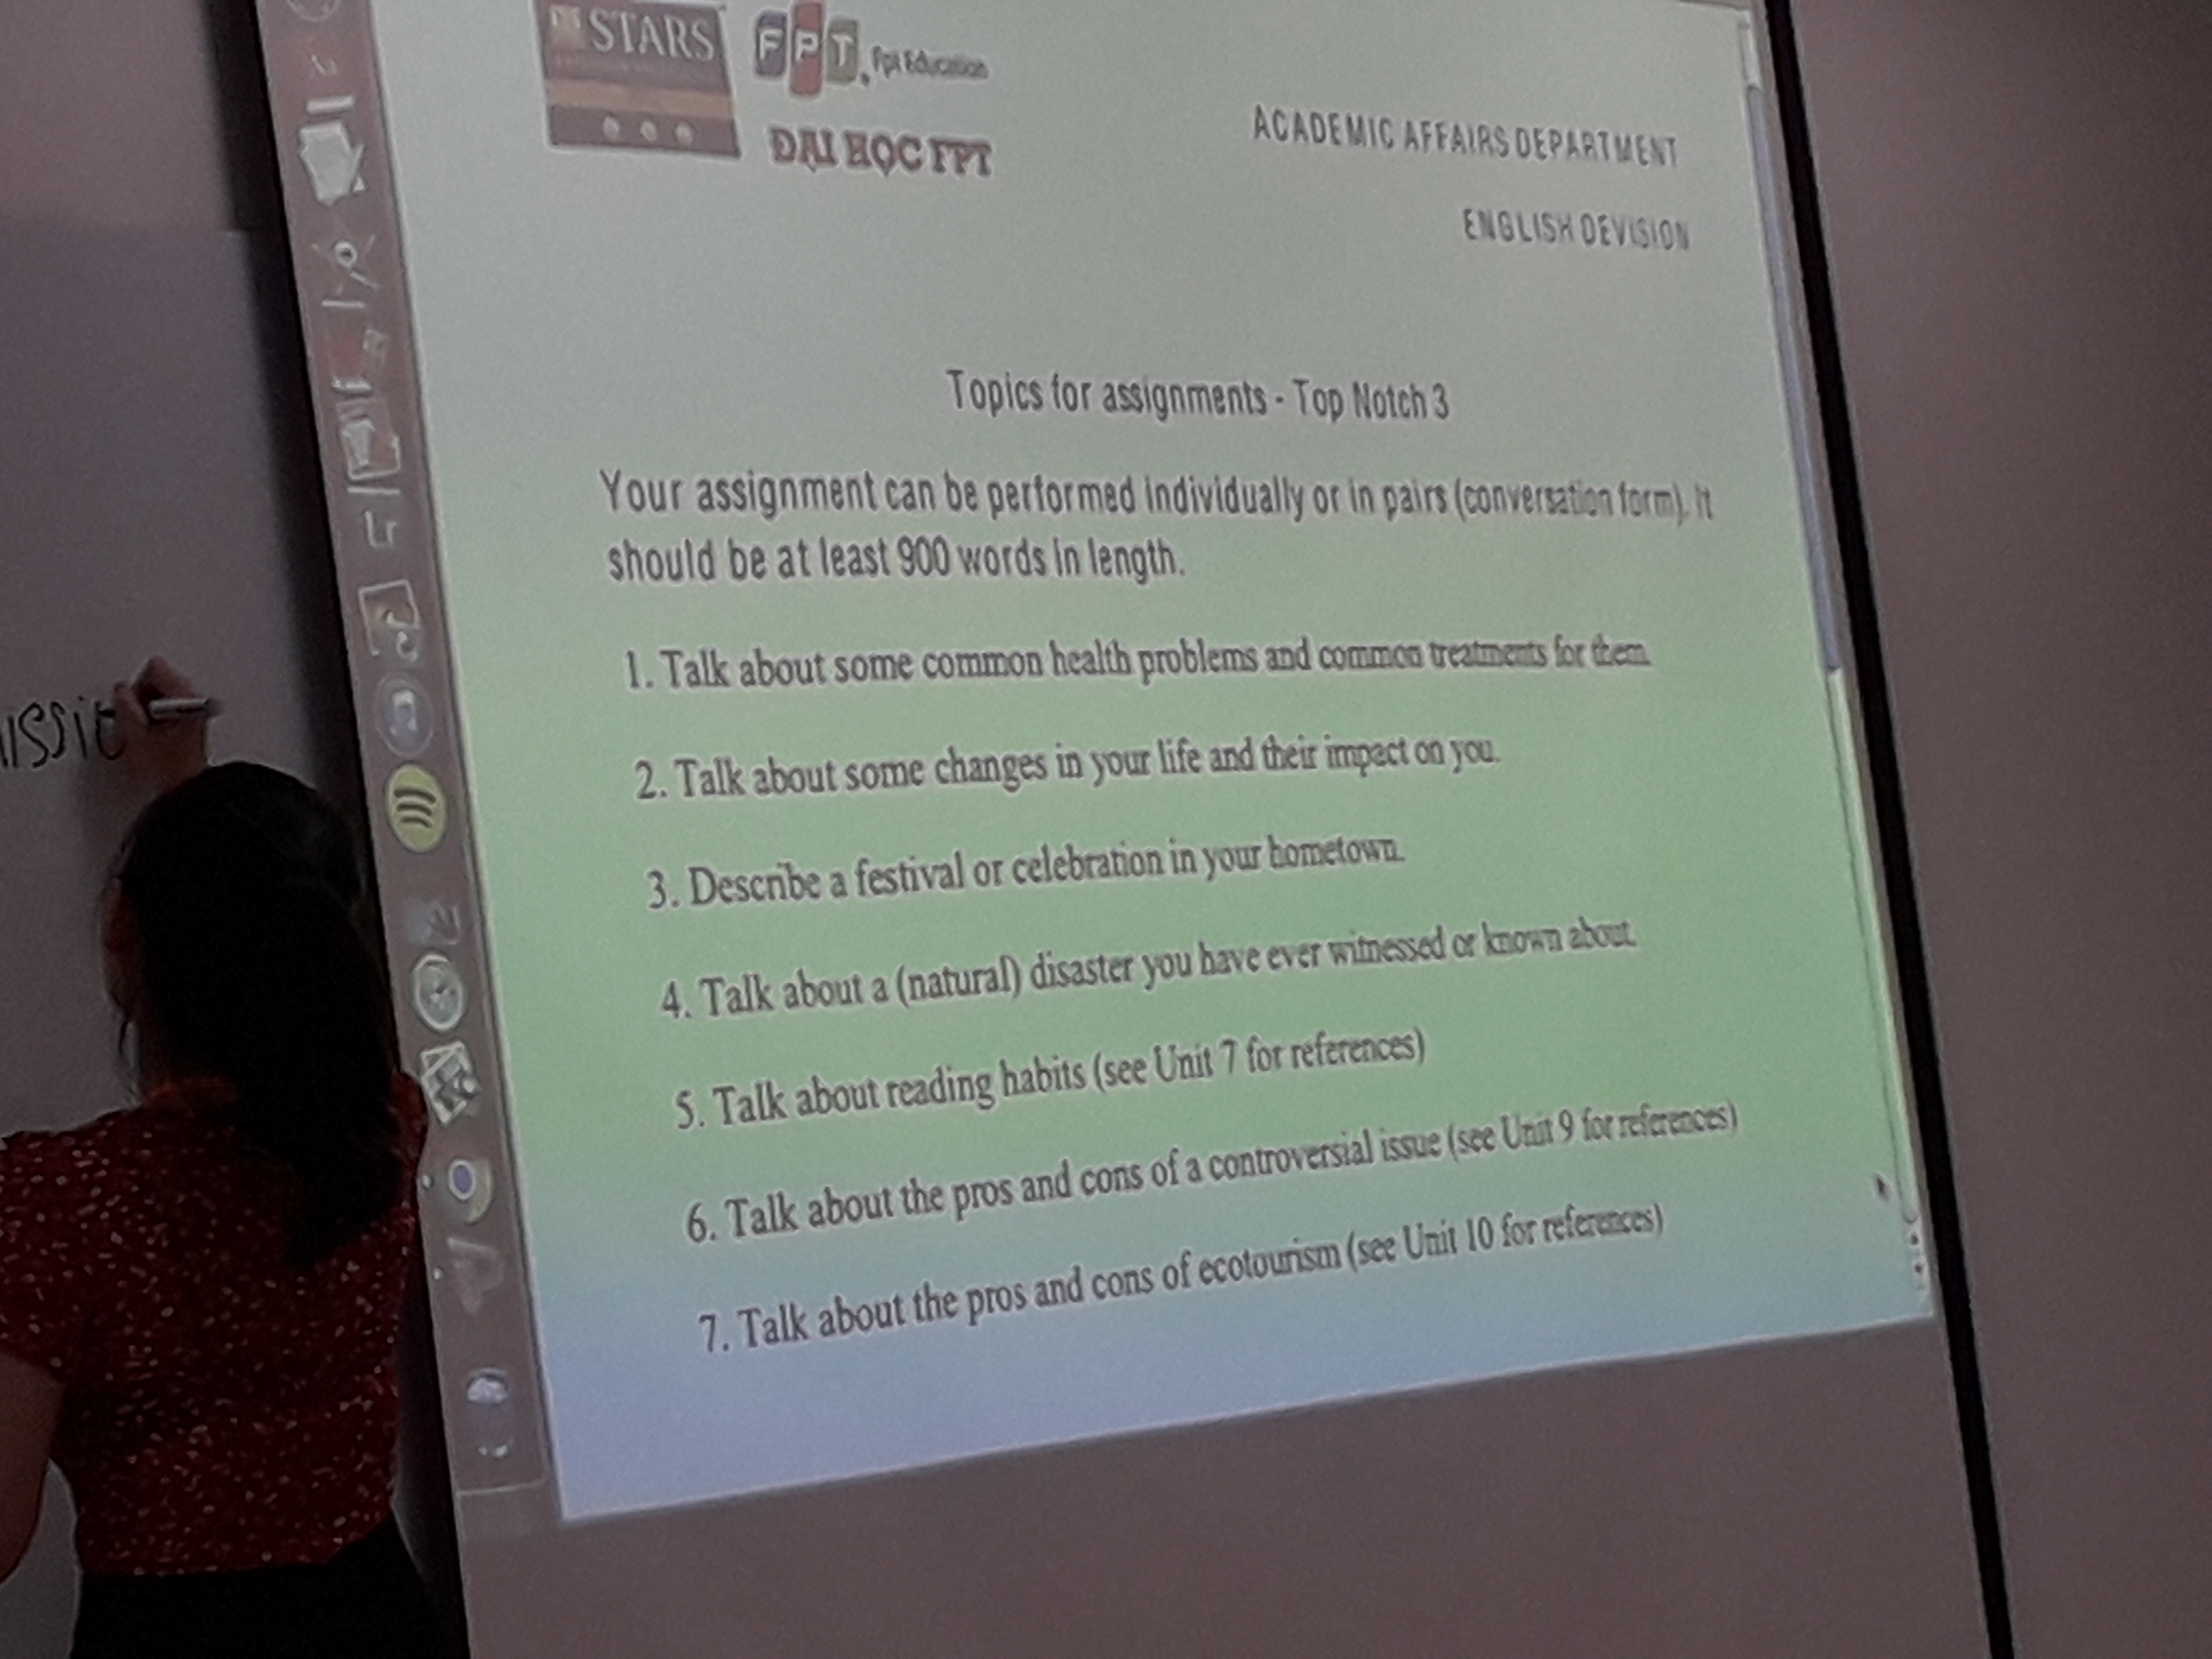 STARS
FPT. Fpt Education
ĐẠI HỌC FPT
ACADEMIC AFFAIRS DEPARTMENT
ENGLISH DEVISION
Topics for assignments - Top Notch 3
Your assignment can be performed individually or in pairs (conversation form). It
should be at least 900 words in length.
1. Talk about some common health problems and common treatments for them.
2. Talk about some changes in your life and their impact on you.
3. Describe a festival or celebration in your hometown.
4. Talk about a (natural) disaster you have ever witnessed or known about.
5. Talk about reading habits (see Unit 7 for references)
6. Talk about the pros and cons of a controversial issue (see Unit 9 for references)
7. Talk about the pros and cons of ecotourism (see Unit 10 for references)